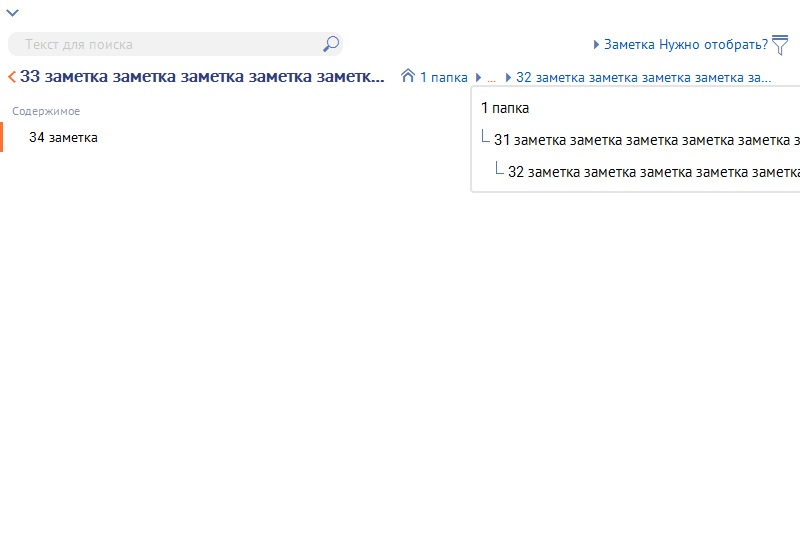 Текст для поиска
Заметка Нужно отобрать?
33 заметка заметка заметка заметка заметк...
1 папка ... 32 заметка заметка заметка заметка за...
Содержимое
1 папка
34 заметка
31 заметка заметка заметка заметка заметка з
32 заметка заметка заметка заметка заметка